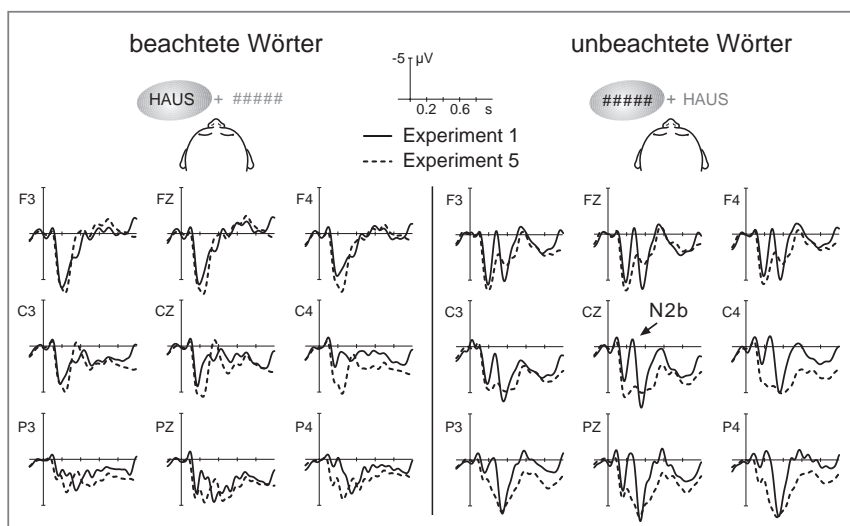 beachtete Wörter
unbeachtete Wörter
-5 µV
0.2 0.6 s
HAUS + #####
##### + HAUS
Experiment 1
Experiment 5
F3 FZ F4 F3 FZ F4
C3 CZ C4 C3 CZ N2b C4
P3 PZ P4 P3 PZ P4